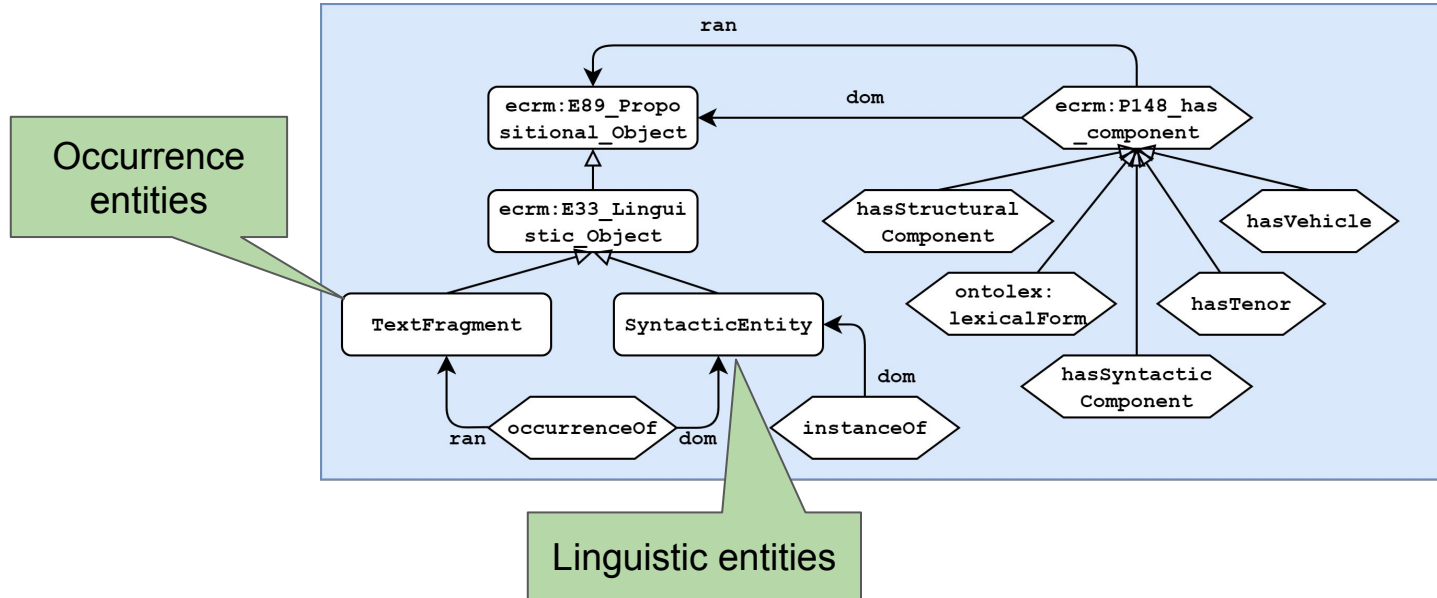 ran
ecrm:E89_Propo
sitional_Object
dom
ecrm:P148_has
_component
Occurrence
entities
ecrm:E33_Lingui
stic_Object
hasStructural
Component
hasVehicle
ontolex:
lexicalForm
hasTenor
TextFragment
SyntacticEntity
hasSyntactic
Component
dom
occurrenceOf
instanceOf
ran
dom
Linguistic entities